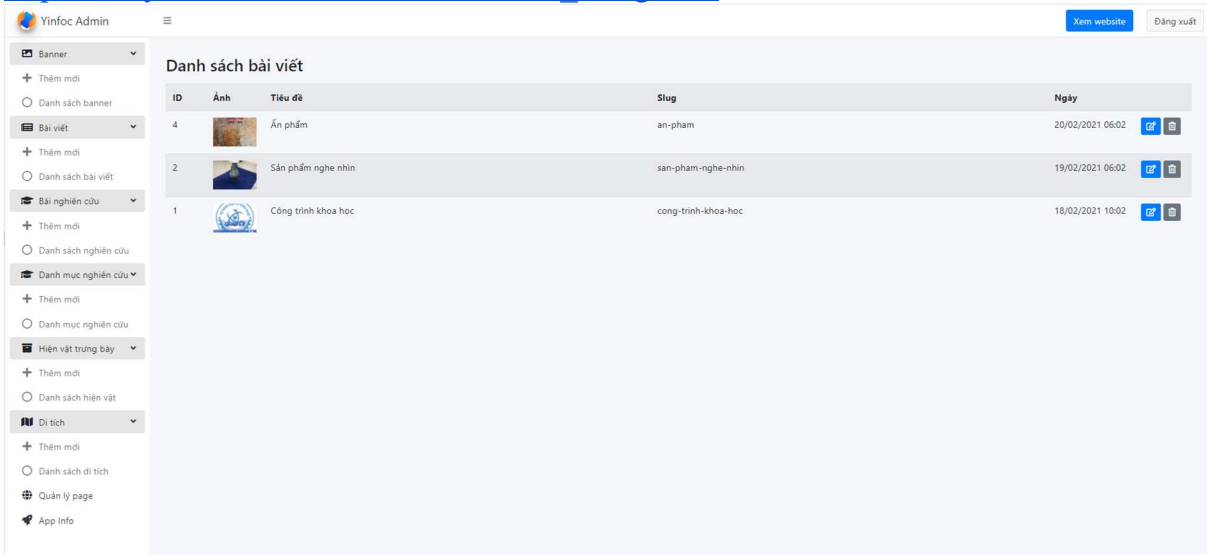 Yinfoc Admin
Xem website
Đăng xuất
Banner
Thêm mới
Danh sách banner
Bài viết
Thêm mới
Danh sách bài viết
Bài nghiên cứu
Thêm mới
Danh sách nghiên cứu
Danh mục nghiên cứu
Thêm mới
Danh mục nghiên cứu
Hiện vật trưng bày
Thêm mới
Danh sách hiện vật
Di tích
Thêm mới
Danh sách di tích
Quản lý page
App Info
Danh sách bài viết
ID Ảnh Tiêu đề Slug Ngày
4 Ấn phẩm an-pham 20/02/2021 06:02
2 Sản phẩm nghe nhìn san-pham-nghe-nhin 19/02/2021 06:02
1 Công trình khoa học cong-trinh-khoa-hoc 18/02/2021 10:02